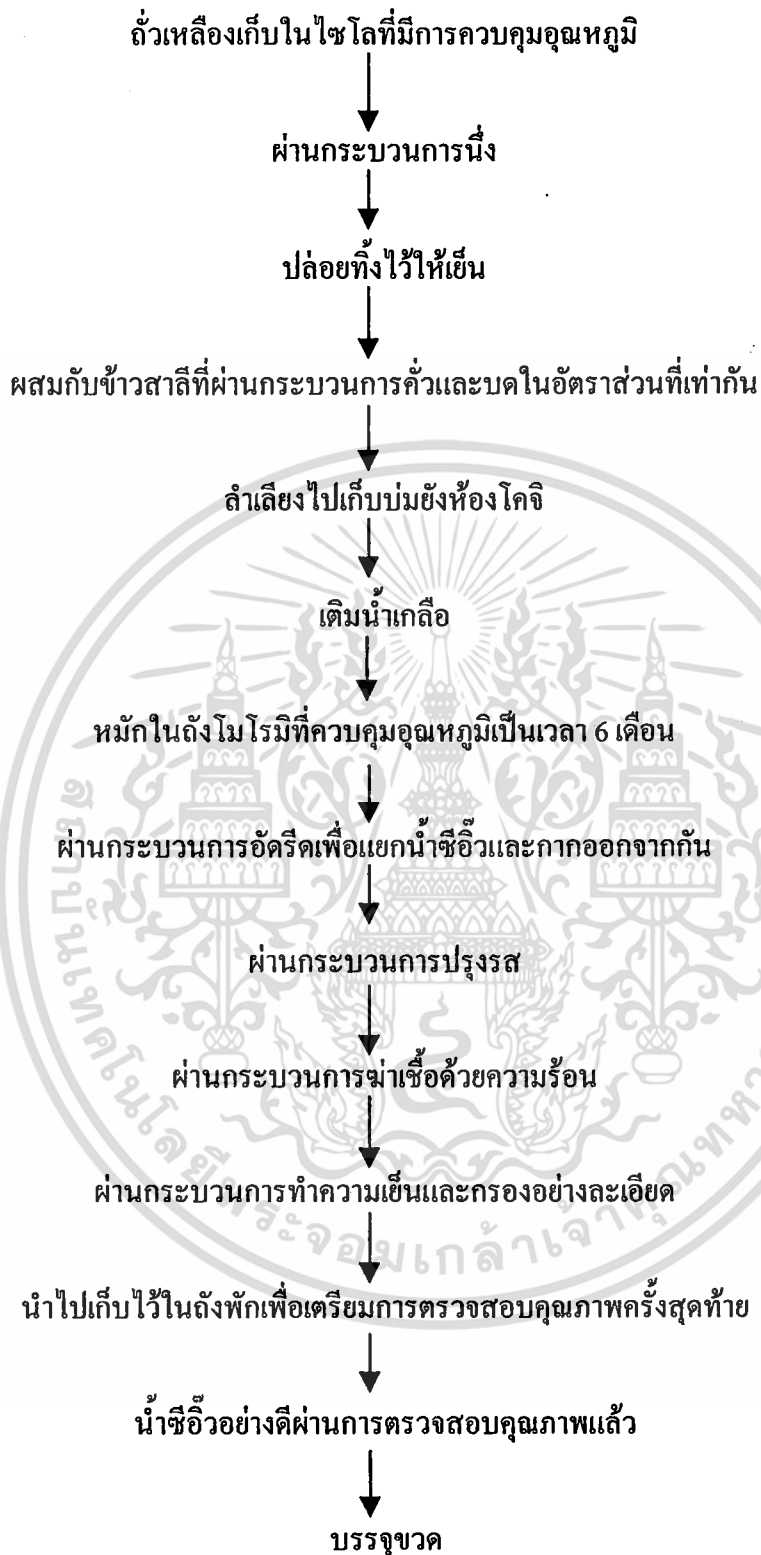 ถั่วเหลืองเก็บในไซโลที่มีการควบคุมอุณหภูมิ
ผ่านกระบวนการนึ่ง
ปล่อยทิ้งไว้ให้เย็น
ผสมกับข้าวสาลีที่ผ่านกระบวนการคั่วและบดในอัตราส่วนที่เท่ากัน
ลำเลียงไปเก็บบ่มยังห้องโคจิ
เติมน้ำเกลือ
หมักในถังโมโรมิที่ควบคุมอุณหภูมิเป็นเวลา 6 เดือน
ผ่านกระบวนการอัดรีดเพื่อแยกน้ำซีอิ๊วและกากออกจากกัน
ผ่านกระบวนการปรุงรส
ผ่านกระบวนการฆ่าเชื้อด้วยความร้อน
ผ่านกระบวนการทำความเย็นและกรองอย่างละเอียด
นำไปเก็บไว้ในถังพักเพื่อเตรียมการตรวจสอบคุณภาพครั้งสุดท้าย
น้ำซีอิ๊วอย่างดีผ่านการตรวจสอบคุณภาพแล้ว
บรรจุขวด